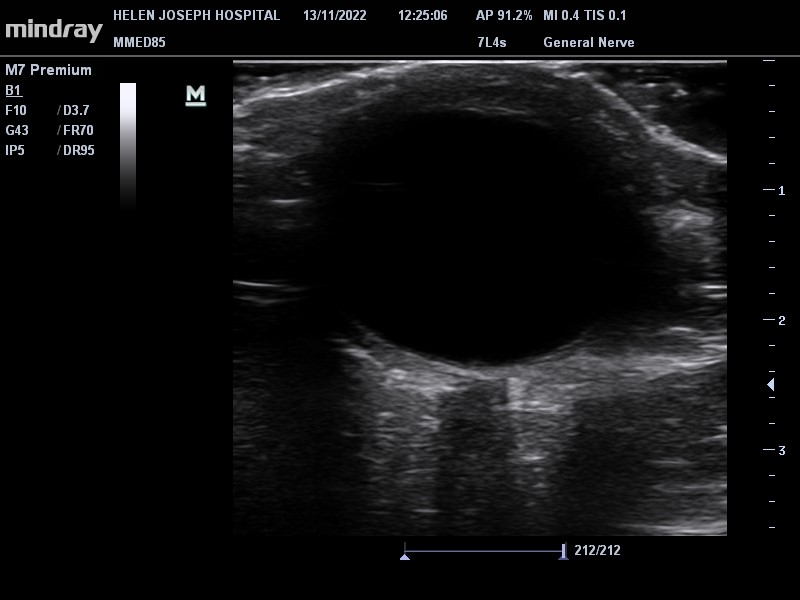 mindray
HELEN JOSEPH HOSPITAL 13/11/2022 12:25:06 AP 91.2% MI 0.4 TIS 0.1
MMED85 7L4s General Nerve
M7 Premium
B1
F10 / D3.7
G43 / FR70
IP5 / DR95
M
1
2
3
212/212